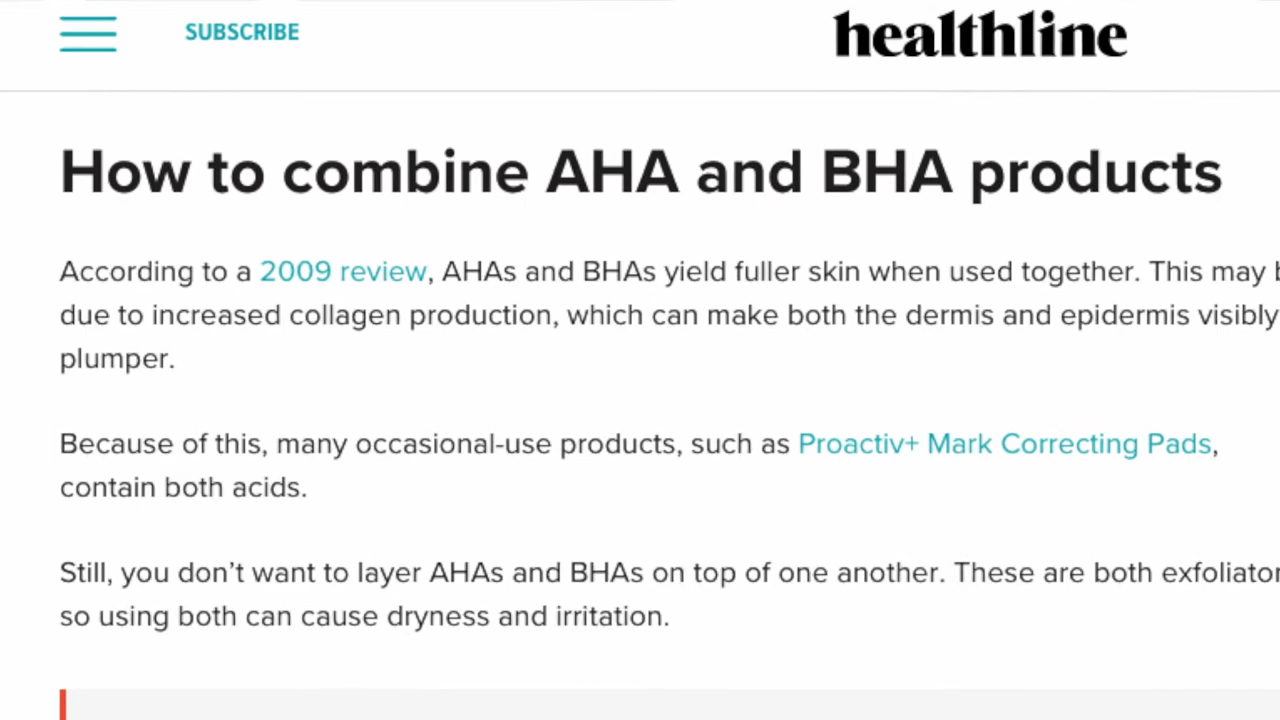 SUBSCRIBE
healthline
How to combine AHA and BHA products
According to a 2009 review, AHAs and BHAs yield fuller skin when used together. This may
due to increased collagen production, which can make both the dermis and epidermis visibly
plumper.
Because of this, many occasional-use products, such as Proactiv+ Mark Correcting Pads,
contain both acids.
Still, you don’t want to layer AHAs and BHAs on top of one another. These are both
so using both can cause dryness and irritation.